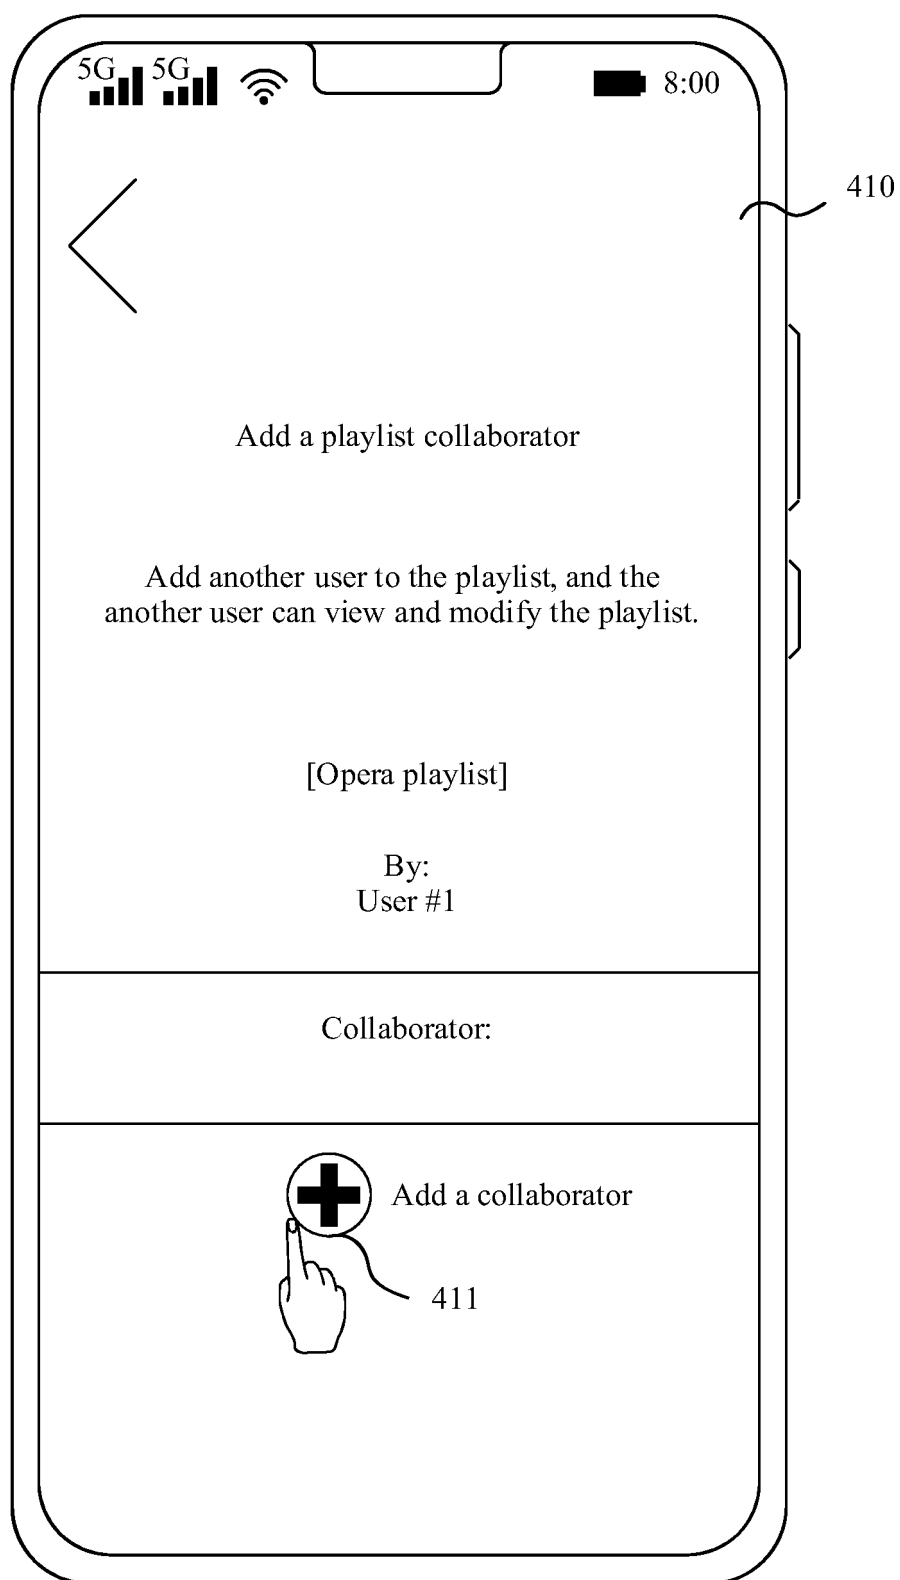 5G 5G 8:00
410
Add a playlist collaborator
Add another user to the playlist, and the
another user can view and modify the playlist.
[Opera playlist]
By:
User #1
Collaborator:
Add a collaborator
411